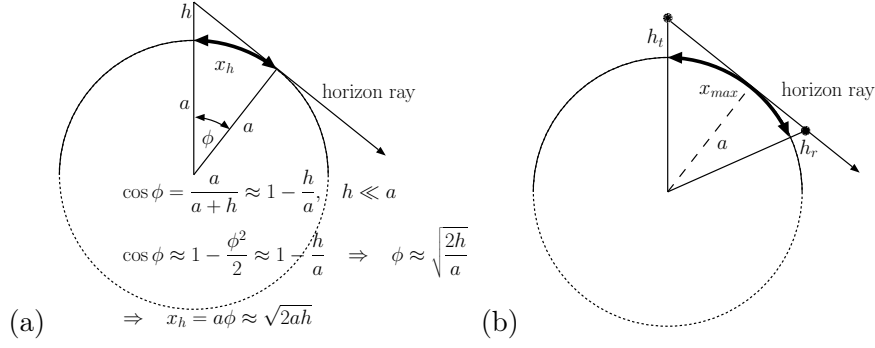 h
x_h
horizon ray
a
a
ϕ
cos ϕ = a/(a + h) ≈ 1 − h/a, h ≪ a
cos ϕ ≈ 1 − ϕ²/2 ≈ 1 − h/a ⇒ ϕ ≈ √(2h/a)
⇒ x_h = aϕ ≈ √(2ah)
(a)
h_t
x_max
horizon ray
a
h_r
(b)